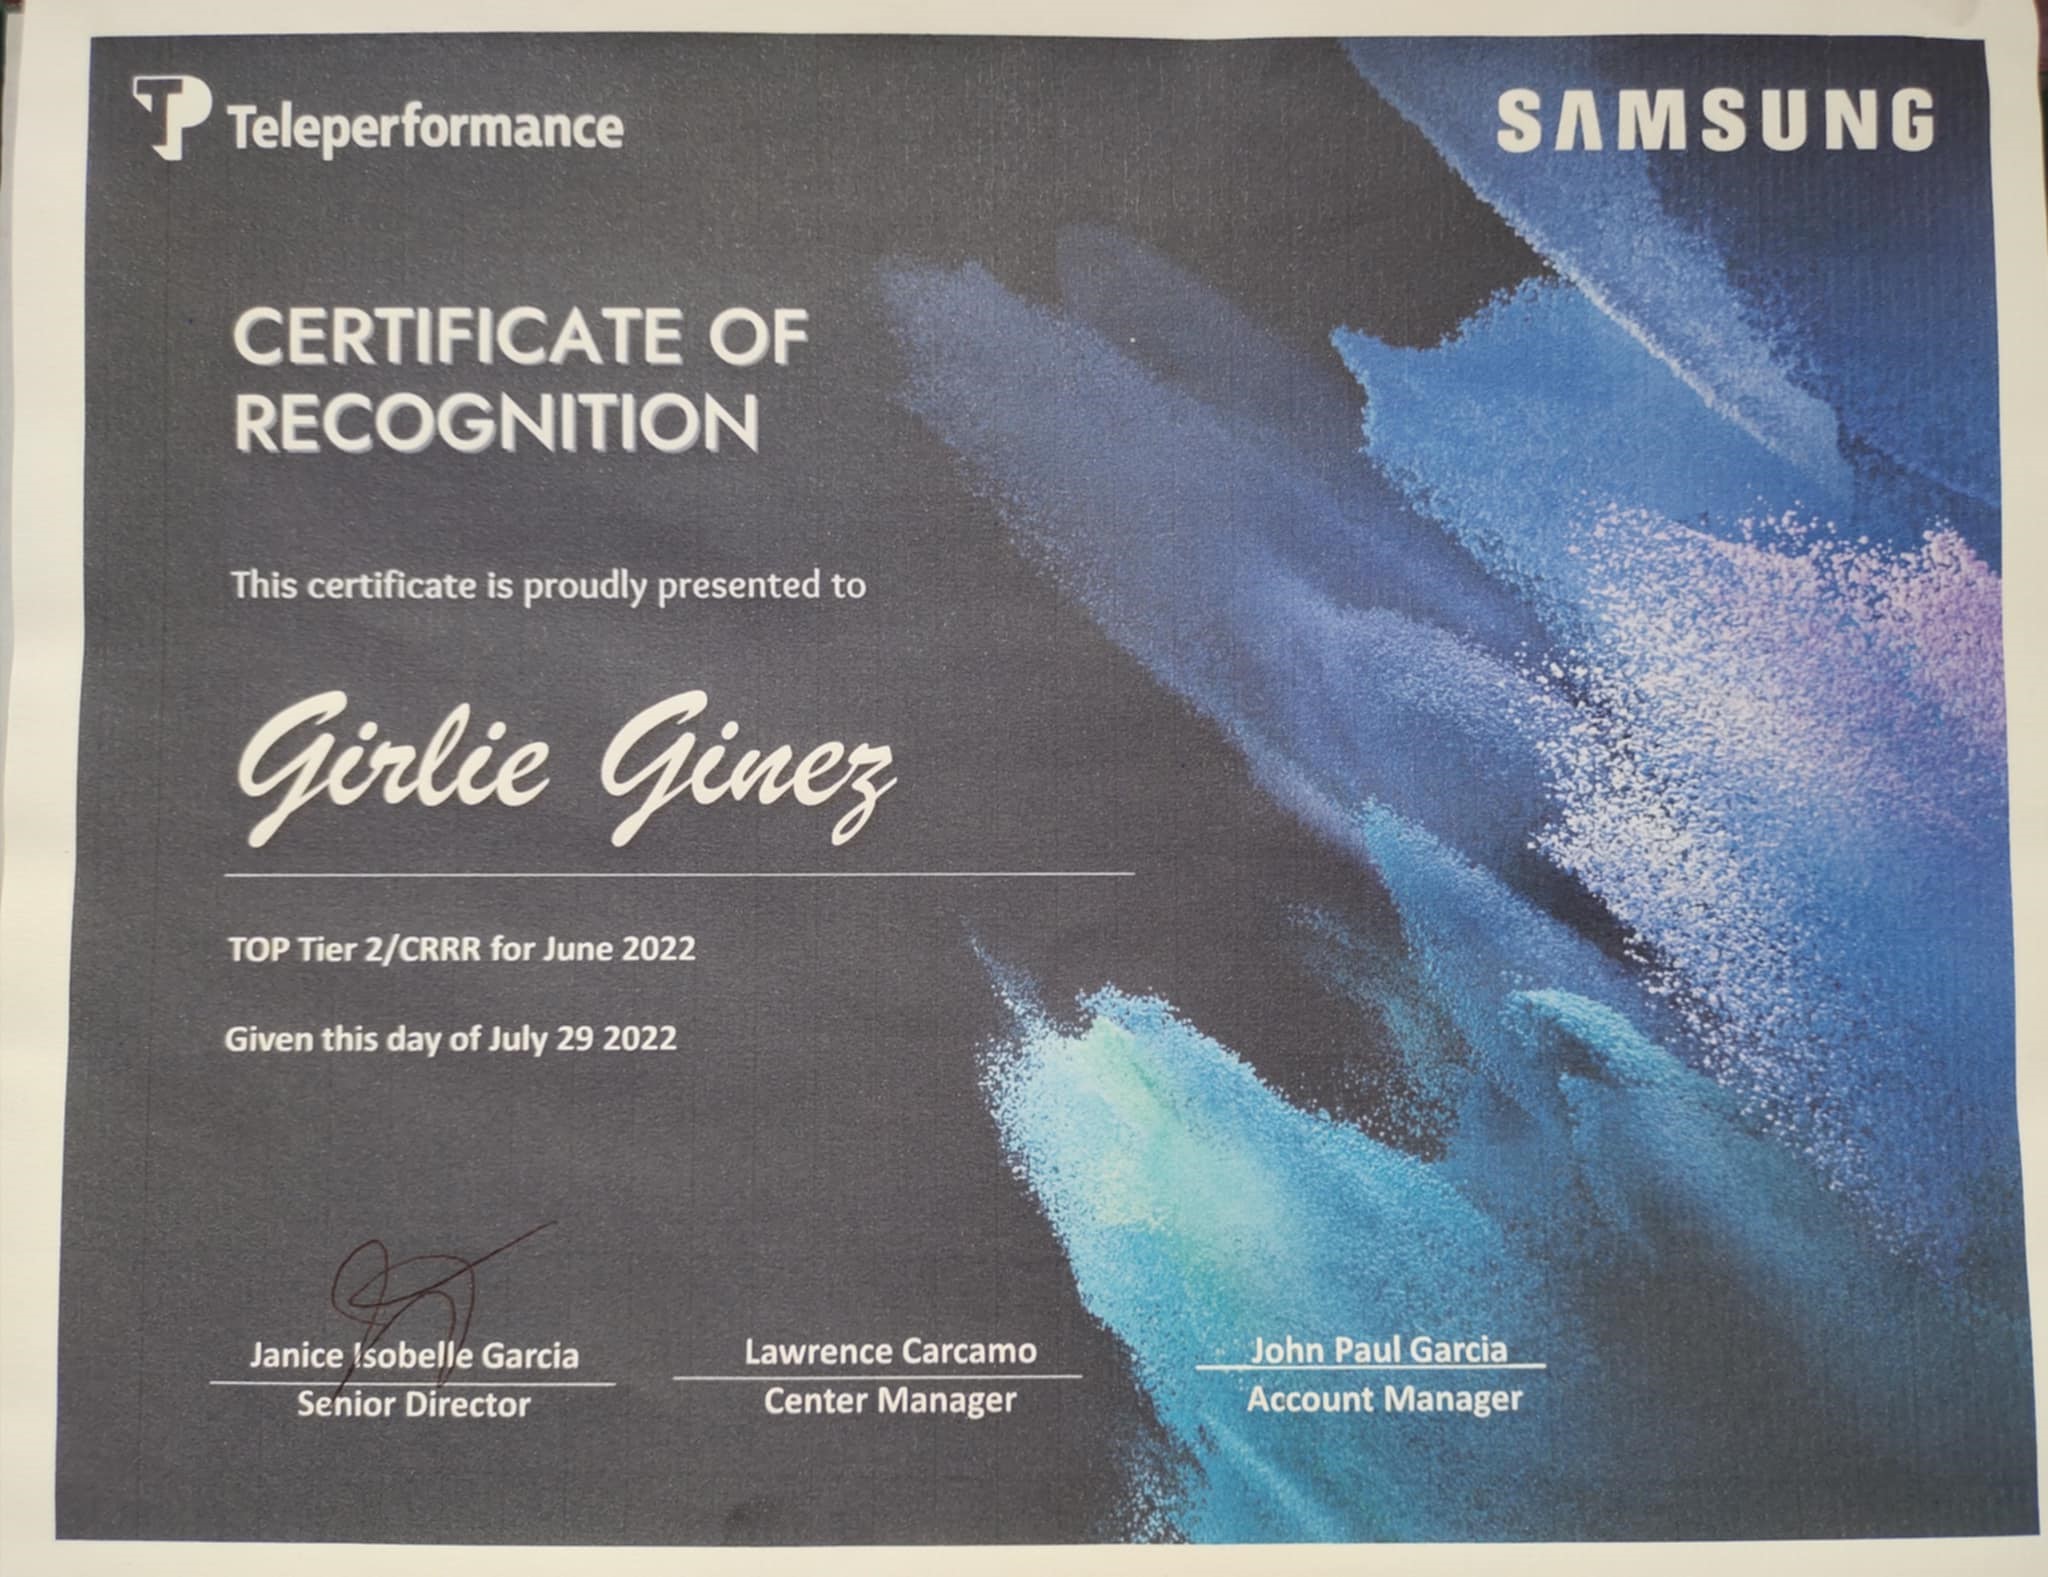 Teleperformance
SAMSUNG
CERTIFICATE OF
RECOGNITION
This certificate is proudly presented to
Girlie Ginez
TOP Tier 2/CRRR for June 2022
Given this day of July 29 2022
Janice Isobelle Garcia
Senior Director
Lawrence Carcamo
Center Manager
John Paul Garcia
Account Manager